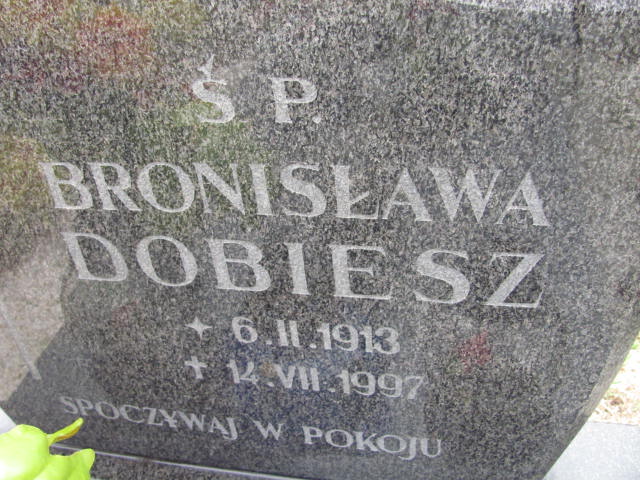 Ś P.
BRONISŁAWA
DOBIESZ
6.II.1913
14.VII.1997
SPOCZYWAJ W POKOJU